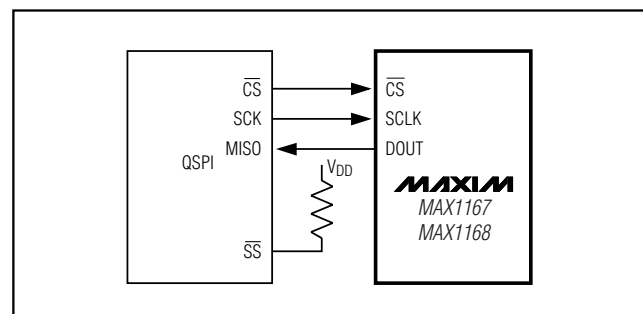 CS CS
SCK SCLK
MISO DOUT
QSPI
VDD
MAXIM
MAX1167
MAX1168
SS